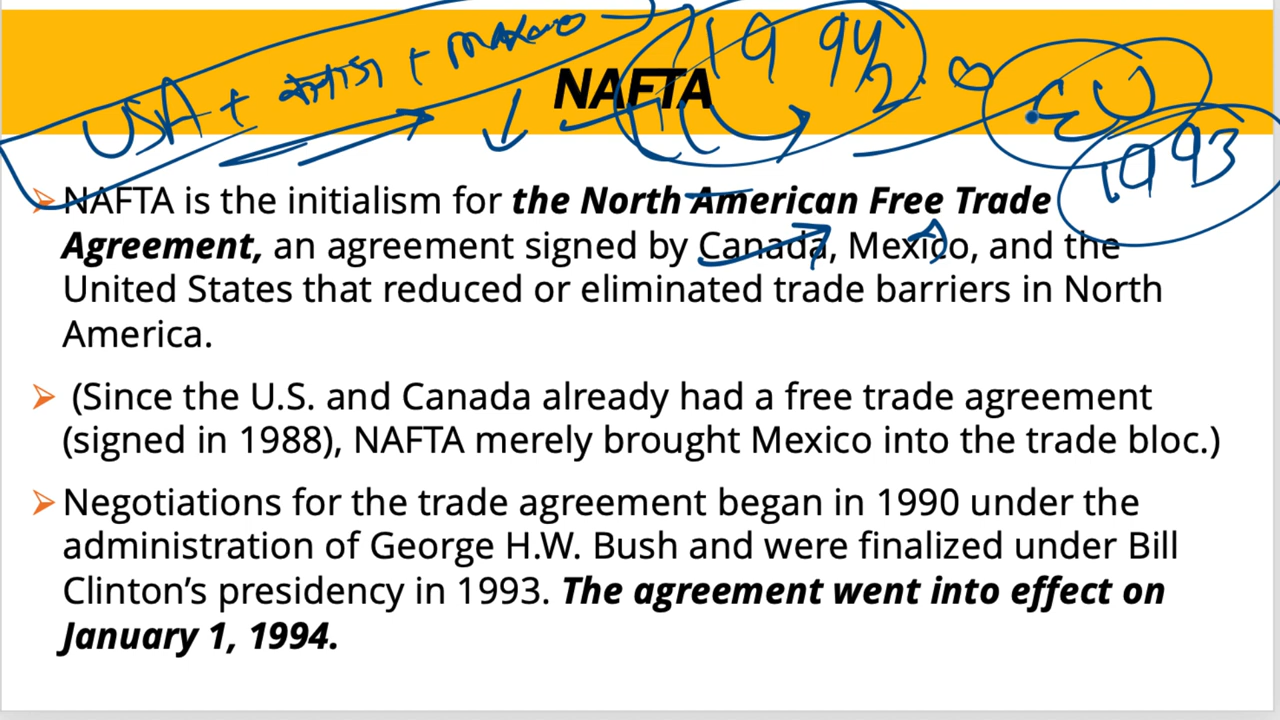 USA + + Mexico
1994
EU
1993
NAFTA
NAFTA is the initialism for the North American Free Trade
Agreement, an agreement signed by Canada, Mexico, and the
United States that reduced or eliminated trade barriers in North
America.
(Since the U.S. and Canada already had a free trade agreement
(signed in 1988), NAFTA merely brought Mexico into the trade bloc.)
Negotiations for the trade agreement began in 1990 under the
administration of George H.W. Bush and were finalized under Bill
Clinton’s presidency in 1993. The agreement went into effect on
January 1, 1994.